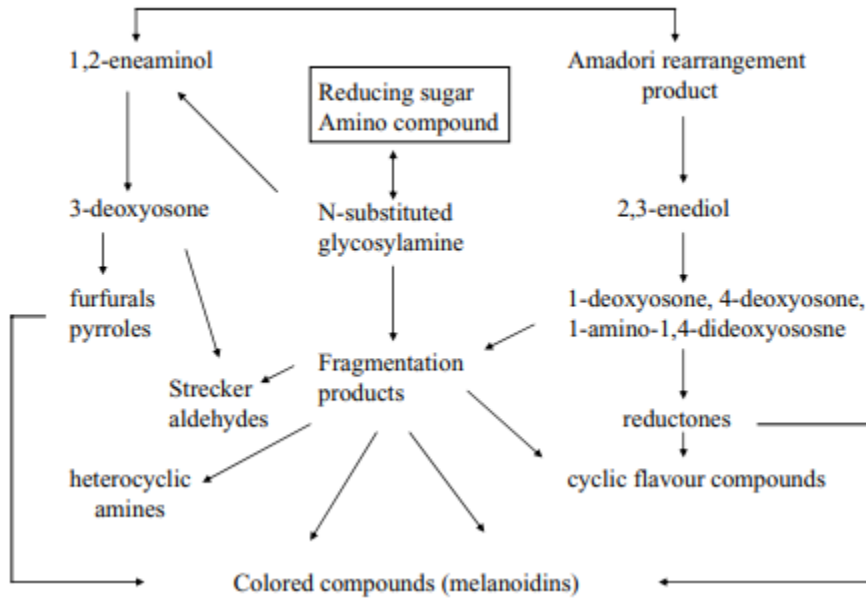 1,2-eneaminol
Amadori rearrangement
product
Reducing sugar
Amino compound
3-deoxyosone
N-substituted
glycosylamine
2,3-enediol
furfurals
pyrroles
1-deoxyosone, 4-deoxyosone,
1-amino-1,4-dideoxyososne
Fragmentation
products
Strecker
aldehydes
reductones
heterocyclic
amines
cyclic flavour compounds
Colored compounds (melanoidins)